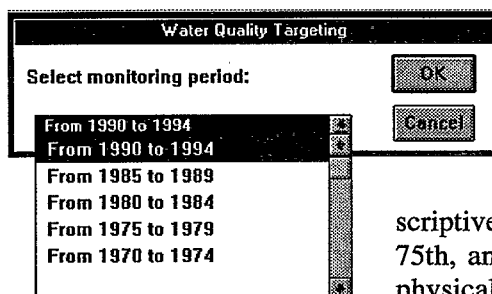 Water Quality Targeting
Select monitoring period:
OK
Cancel
From 1990 to 1994
From 1990 to 1994
From 1985 to 1989
From 1980 to 1984
From 1975 to 1979
From 1970 to 1974
scriptive
75th, an
physical